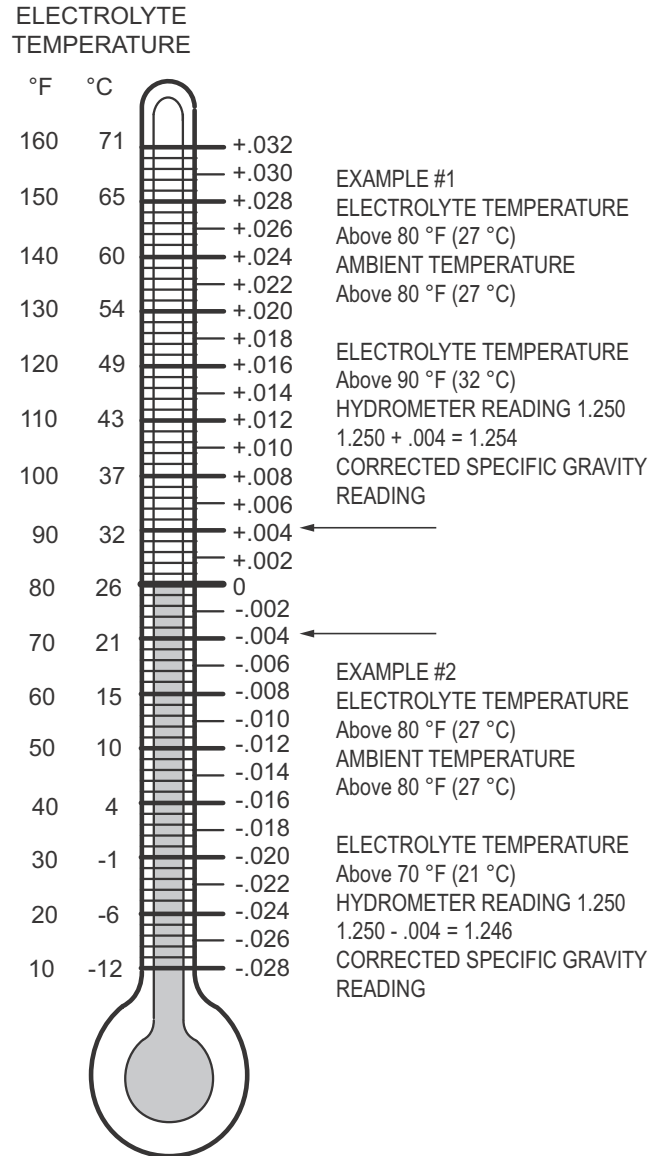 ELECTROLYTE
TEMPERATURE
°F °C
160 71 +.032
+.030
150 65 +.028
+.026
140 60 +.024
+.022
130 54 +.020
+.018
120 49 +.016
+.014
110 43 +.012
+.010
100 37 +.008
+.006
90 32 +.004
+.002
80 26 0
-.002
70 21 -.004
-.006
60 15 -.008
-.010
50 10 -.012
-.014
40 4 -.016
-.018
30 -1 -.020
-.022
20 -6 -.024
-.026
10 -12 -.028
EXAMPLE #1
ELECTROLYTE TEMPERATURE
Above 80 °F (27 °C)
AMBIENT TEMPERATURE
Above 80 °F (27 °C)
ELECTROLYTE TEMPERATURE
Above 90 °F (32 °C)
HYDROMETER READING 1.250
1.250 + .004 = 1.254
CORRECTED SPECIFIC GRAVITY
READING
EXAMPLE #2
ELECTROLYTE TEMPERATURE
Above 80 °F (27 °C)
AMBIENT TEMPERATURE
Above 80 °F (27 °C)
ELECTROLYTE TEMPERATURE
Above 70 °F (21 °C)
HYDROMETER READING 1.250
1.250 - .004 = 1.246
CORRECTED SPECIFIC GRAVITY
READING